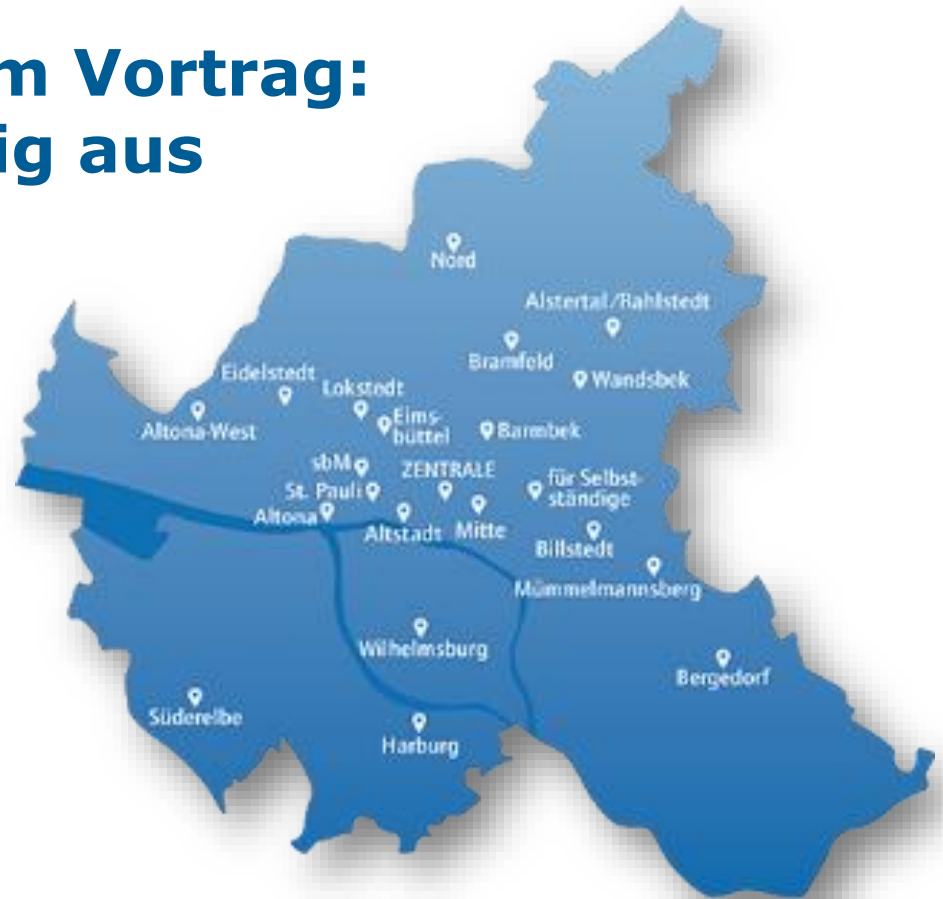 m Vortrag:
ig aus
Nord
Alstertal/Rahlstedt
Bramfeld
Wandsbek
Eidelstedt
Lokstedt
Altona-West
Eims-
büttel
Barmbek
sbM
ZENTRALE
für Selbst-
ständige
St. Pauli
Altona
Altstadt
Mitte
Billstedt
Mümmelmannsberg
Wilhelmsburg
Bergedorf
Süderelbe
Harburg